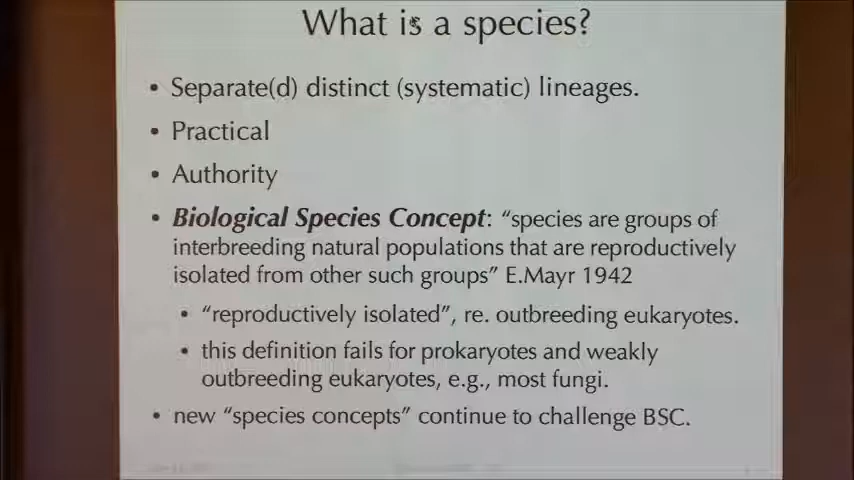 What is a species?
• Separate(d) distinct (systematic) lineages.
• Practical
• Authority
• Biological Species Concept: “species are groups of
interbreeding natural populations that are reproductively
isolated from other such groups” E.Mayr 1942
• “reproductively isolated”, re. outbreeding eukaryotes.
• this definition fails for prokaryotes and weakly
outbreeding eukaryotes, e.g., most fungi.
• new “species concepts” continue to challenge BSC.